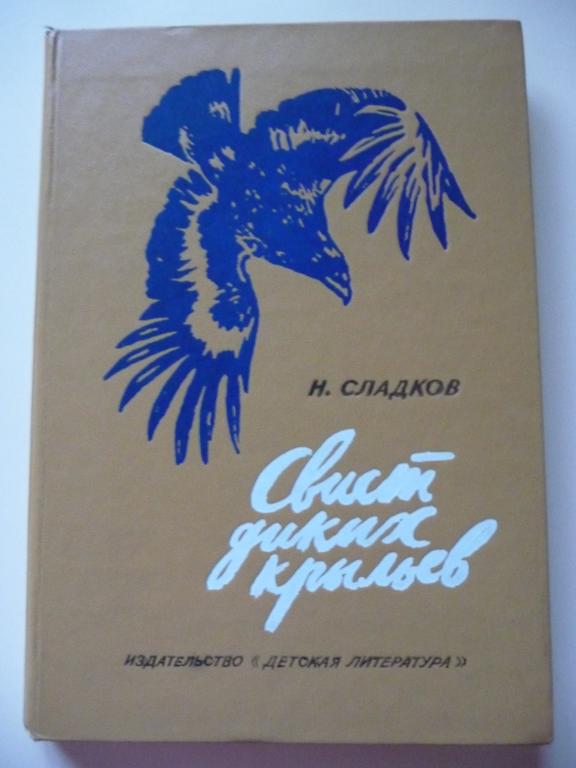 Н. СЛАДКОВ
Свист
диких
крыльев
ИЗДАТЕЛЬСТВО «ДЕТСКАЯ ЛИТЕРАТУРА»